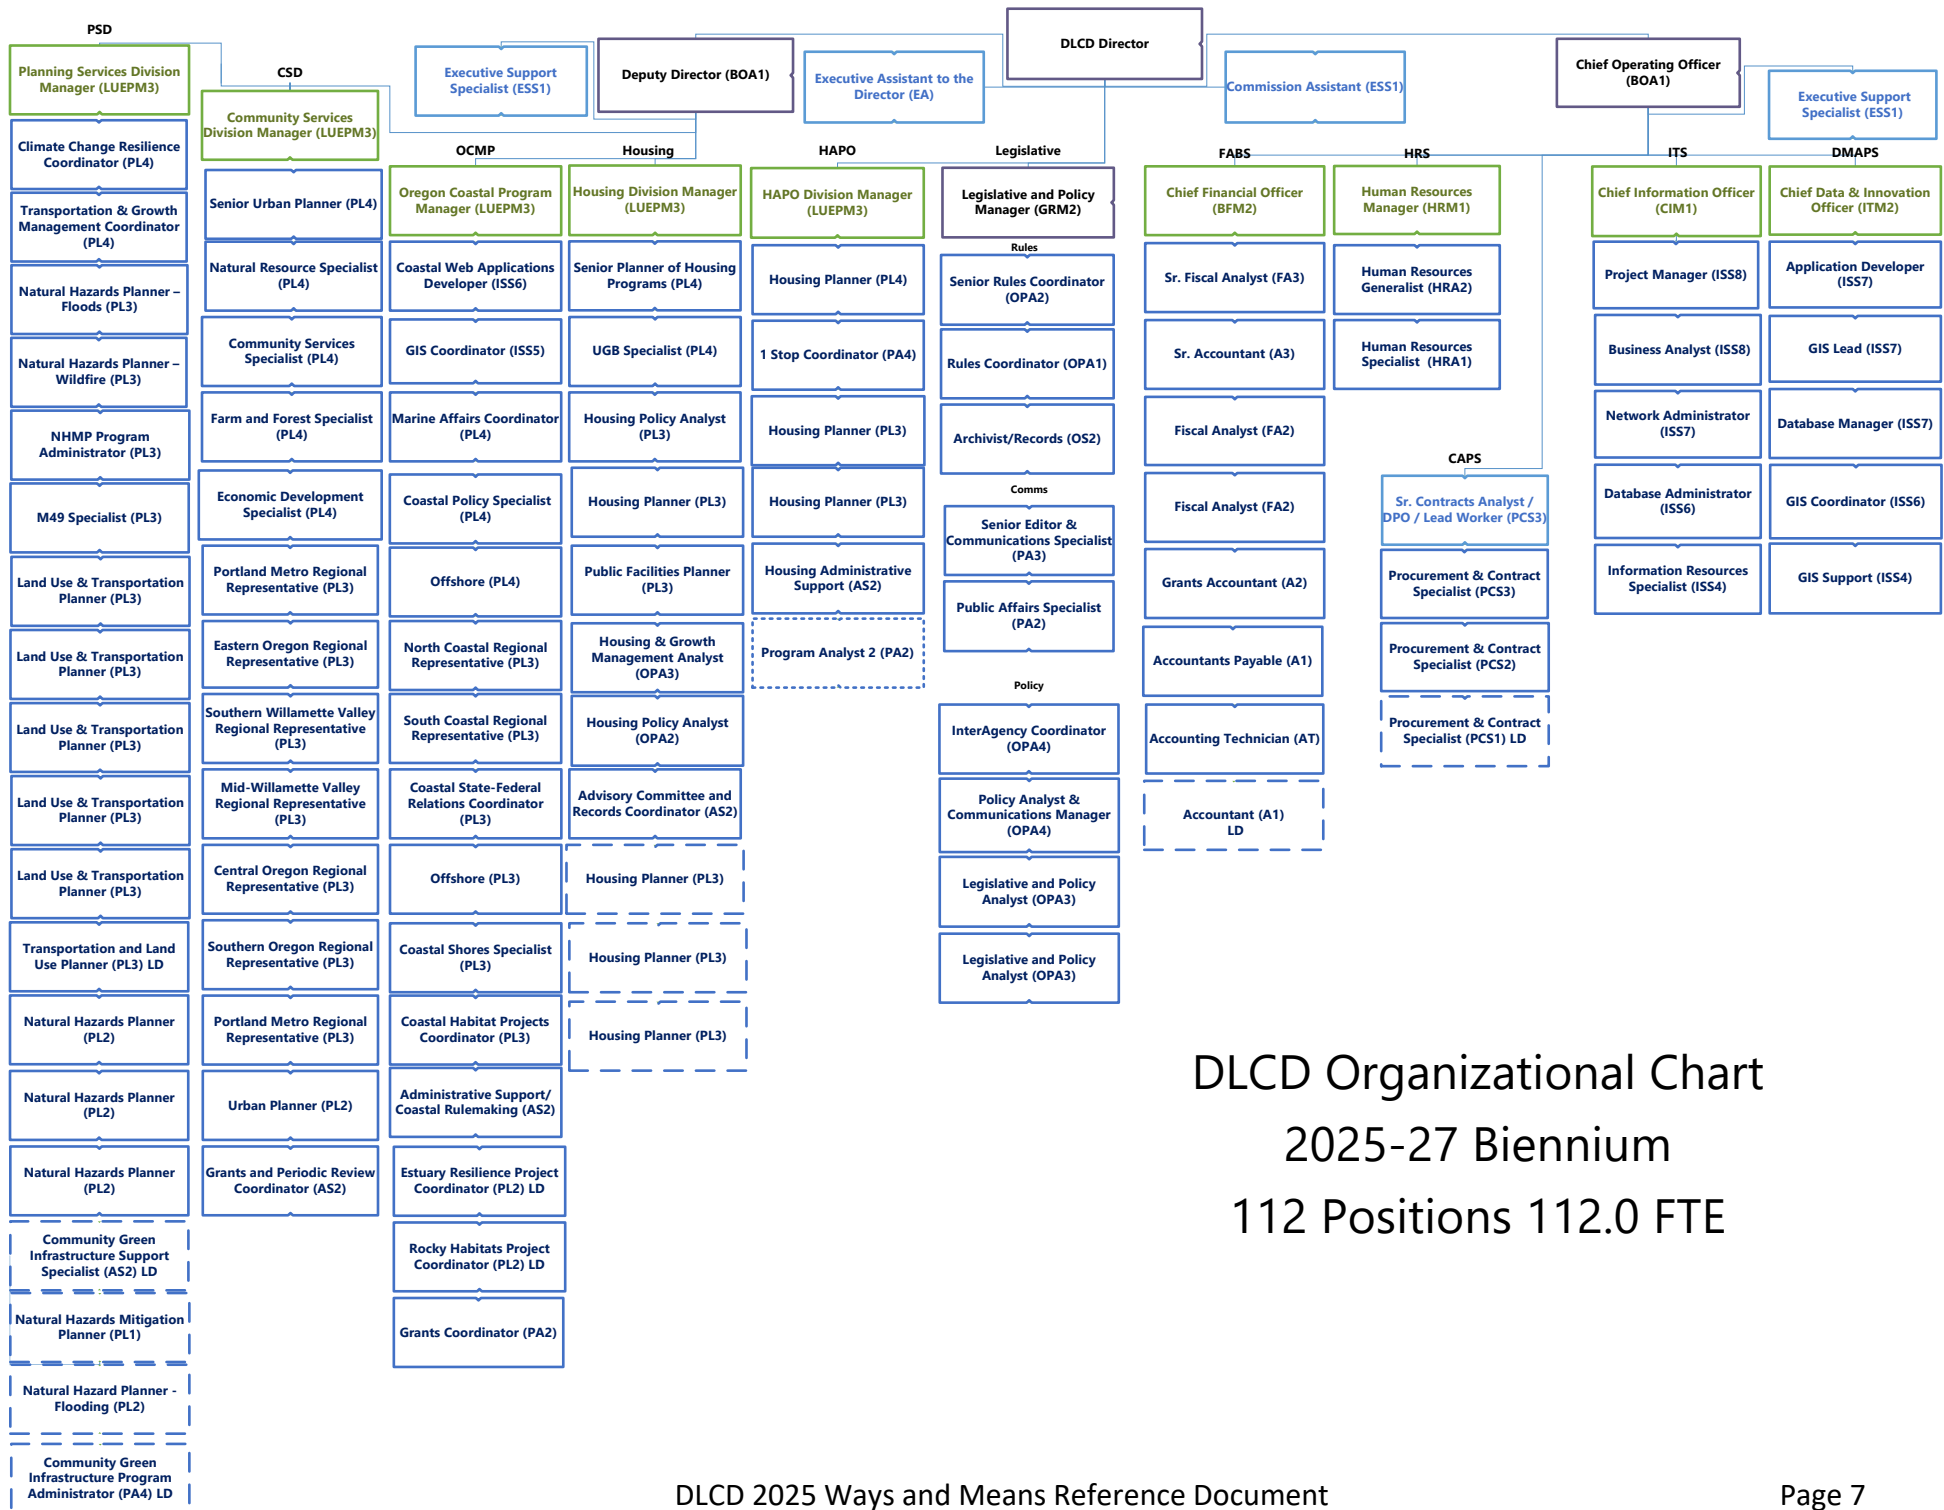 PSD
Planning Services Division
Manager (LUEPM3)
Climate Change Resilience
Coordinator (PL4)
Transportation & Growth
Management Coordinator
(PL4)
Natural Hazards Planner –
Floods (PL3)
Natural Hazards Planner –
Wildfire (PL3)
NHMP Program
Administrator (PL3)
M49 Specialist (PL3)
Land Use & Transportation
Planner (PL3)
Land Use & Transportation
Planner (PL3)
Land Use & Transportation
Planner (PL3)
Land Use & Transportation
Planner (PL3)
Land Use & Transportation
Planner (PL3)
Transportation and Land
Use Planner (PL3) LD
Natural Hazards Planner
(PL2)
Natural Hazards Planner
(PL2)
Natural Hazards Planner
(PL2)
Community Green
Infrastructure Support
Specialist (AS2) LD
Natural Hazards Mitigation
Planner (PL1)
Natural Hazard Planner -
Flooding (PL2)
Community Green
Infrastructure Program
Administrator (PA4) LD
CSD
Community Services
Division Manager (LUEPM3)
Senior Urban Planner (PL4)
Natural Resource Specialist
(PL4)
Community Services
Specialist (PL4)
Farm and Forest Specialist
(PL4)
Economic Development
Specialist (PL4)
Portland Metro Regional
Representative (PL3)
Eastern Oregon Regional
Representative (PL3)
Southern Willamette Valley
Regional Representative
(PL3)
Mid-Willamette Valley
Regional Representative
(PL3)
Central Oregon Regional
Representative (PL3)
Southern Oregon Regional
Representative (PL3)
Portland Metro Regional
Representative (PL3)
Urban Planner (PL2)
Grants and Periodic Review
Coordinator (AS2)
Executive Support
Specialist (ESS1)
Deputy Director (BOA1)
Executive Assistant to the
Director (EA)
DLCD Director
Commission Assistant (ESS1)
Chief Operating Officer
(BOA1)
Executive Support
Specialist (ESS1)
OCMP
Oregon Coastal Program
Manager (LUEPM3)
Coastal Web Applications
Developer (ISS6)
GIS Coordinator (ISS5)
Marine Affairs Coordinator
(PL4)
Coastal Policy Specialist
(PL4)
Offshore (PL4)
North Coastal Regional
Representative (PL3)
South Coastal Regional
Representative (PL3)
Coastal State-Federal
Relations Coordinator
(PL3)
Offshore (PL3)
Coastal Shores Specialist
(PL3)
Coastal Habitat Projects
Coordinator (PL3)
Administrative Support/
Coastal Rulemaking (AS2)
Estuary Resilience Project
Coordinator (PL2) LD
Rocky Habitats Project
Coordinator (PL2) LD
Grants Coordinator (PA2)
Housing
Housing Division Manager
(LUEPM3)
Senior Planner of Housing
Programs (PL4)
UGB Specialist (PL4)
Housing Policy Analyst
(PL3)
Housing Planner (PL3)
Public Facilities Planner
(PL3)
Housing & Growth
Management Analyst
(OPA3)
Housing Policy Analyst
(OPA2)
Advisory Committee and
Records Coordinator (AS2)
Housing Planner (PL3)
Housing Planner (PL3)
Housing Planner (PL3)
HAPO
HAPO Division Manager
(LUEPM3)
Housing Planner (PL4)
1 Stop Coordinator (PA4)
Housing Planner (PL3)
Housing Planner (PL3)
Housing Administrative
Support (AS2)
Program Analyst 2 (PA2)
Legislative
Legislative and Policy
Manager (GRM2)
Rules
Senior Rules Coordinator
(OPA2)
Rules Coordinator (OPA1)
Archivist/Records (OS2)
Comms
Senior Editor &
Communications Specialist
(PA3)
Public Affairs Specialist
(PA2)
Policy
InterAgency Coordinator
(OPA4)
Policy Analyst &
Communications Manager
(OPA4)
Legislative and Policy
Analyst (OPA3)
Legislative and Policy
Analyst (OPA3)
FABS
Chief Financial Officer
(BFM2)
Sr. Fiscal Analyst (FA3)
Sr. Accountant (A3)
Fiscal Analyst (FA2)
Fiscal Analyst (FA2)
Grants Accountant (A2)
Accountants Payable (A1)
Accounting Technician (AT)
Accountant (A1)
LD
HRS
Human Resources
Manager (HRM1)
Human Resources
Generalist (HRA2)
Human Resources
Specialist (HRA1)
CAPS
Sr. Contracts Analyst /
DPO / Lead Worker (PCS3)
Procurement & Contract
Specialist (PCS3)
Procurement & Contract
Specialist (PCS2)
Procurement & Contract
Specialist (PCS1) LD
ITS
Chief Information Officer
(CIM1)
Project Manager (ISS8)
Business Analyst (ISS8)
Network Administrator
(ISS7)
Database Administrator
(ISS6)
Information Resources
Specialist (ISS4)
DMAPS
Chief Data & Innovation
Officer (ITM2)
Application Developer
(ISS7)
GIS Lead (ISS7)
Database Manager (ISS7)
GIS Coordinator (ISS6)
GIS Support (ISS4)
DLCD Organizational Chart
2025-27 Biennium
112 Positions 112.0 FTE
DLCD 2025 Ways and Means Reference Document
Page 7